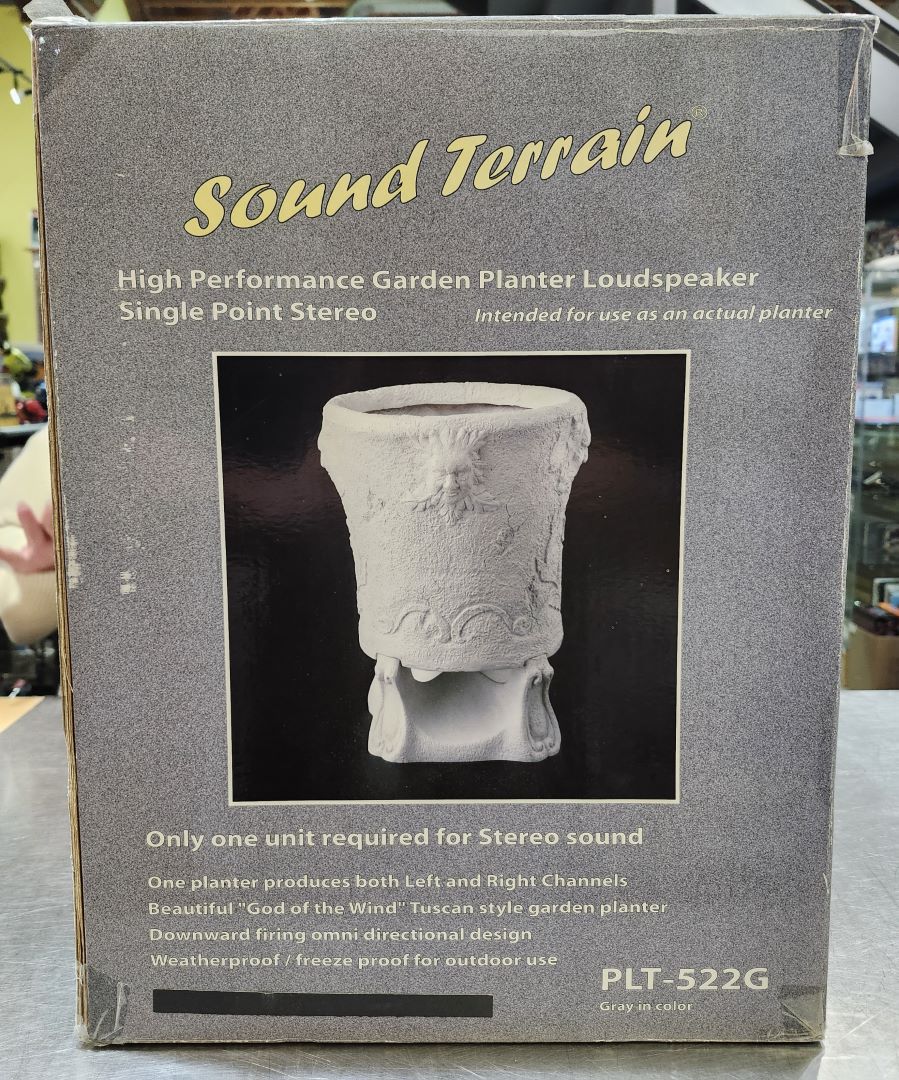 Sound Terrain®
High Performance Garden Planter Loudspeaker
Single Point Stereo
Intended for use as an actual planter
Only one unit required for Stereo sound
One planter produces both Left and Right Channels
Beautiful "God of the Wind" Tuscan style garden planter
Downward firing omni directional design
Weatherproof / freeze proof for outdoor use
PLT-522G
Gray in color